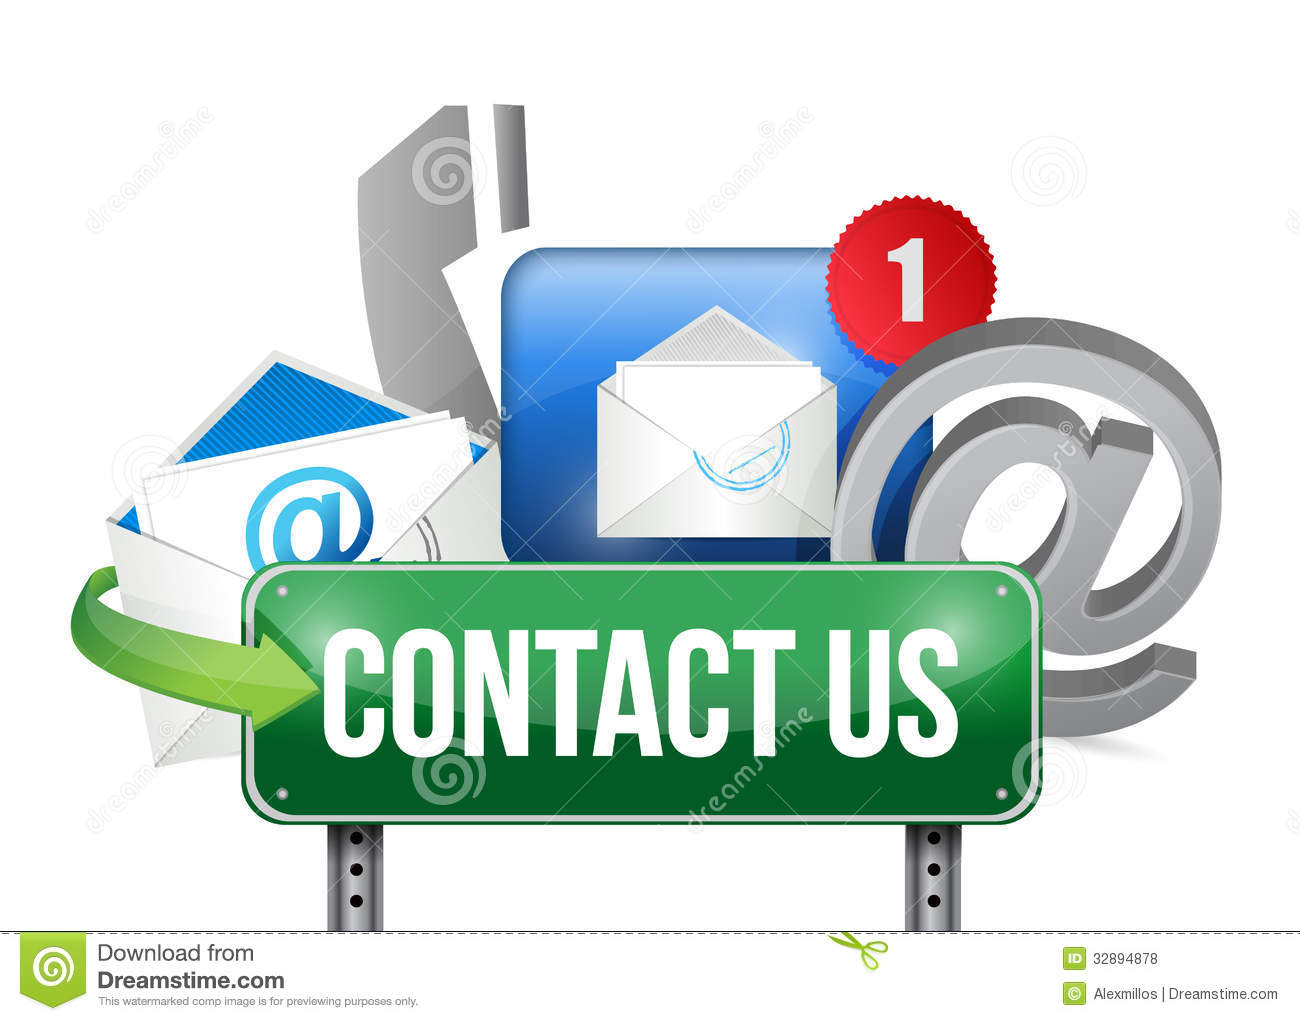 1
@
@
CONTACT US
dreamstime
Download from
Dreamstime.com
This watermarked comp image is for previewing purposes only.
ID 32894878
© Alexmillos | Dreamstime.com